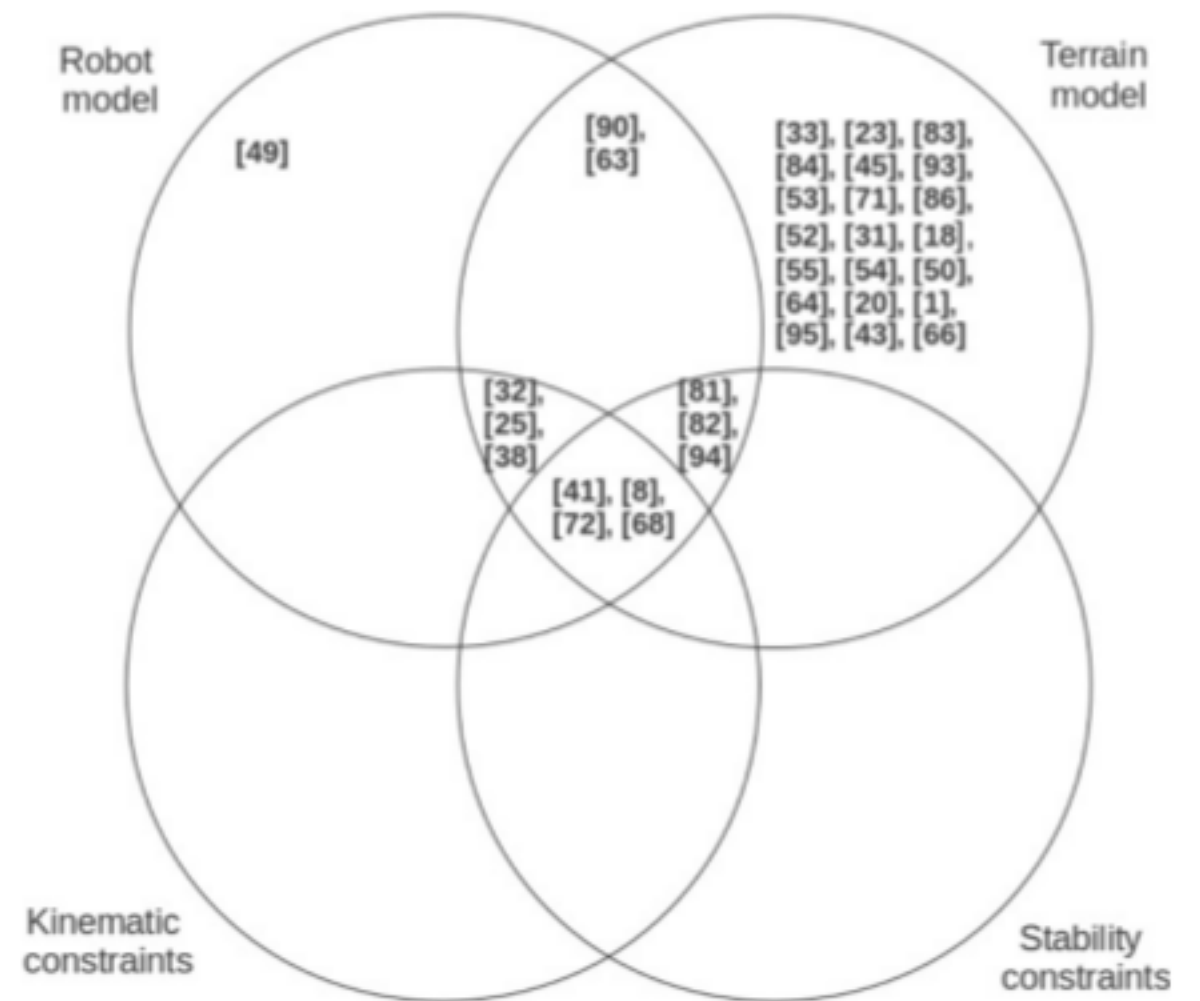 Robot
model
Terrain
model
[49]
[90],
[63]
[33], [23], [83],
[84], [45], [93],
[53], [71], [86],
[52], [31], [18],
[55], [54], [50],
[64], [20], [1],
[95], [43], [66]
[32],
[25],
[38]
[81],
[82],
[94]
[41], [8],
[72], [68]
Kinematic
constraints
Stability
constraints